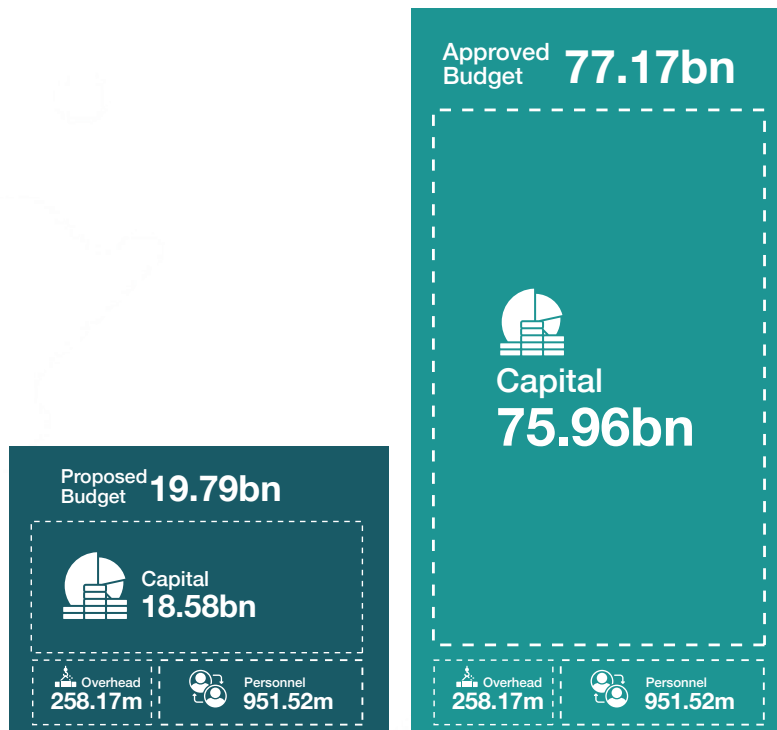 Proposed
Budget 19.79bn
Capital
18.58bn
Overhead
258.17m
Personnel
951.52m
Approved
Budget 77.17bn
Capital
75.96bn
Overhead
258.17m
Personnel
951.52m